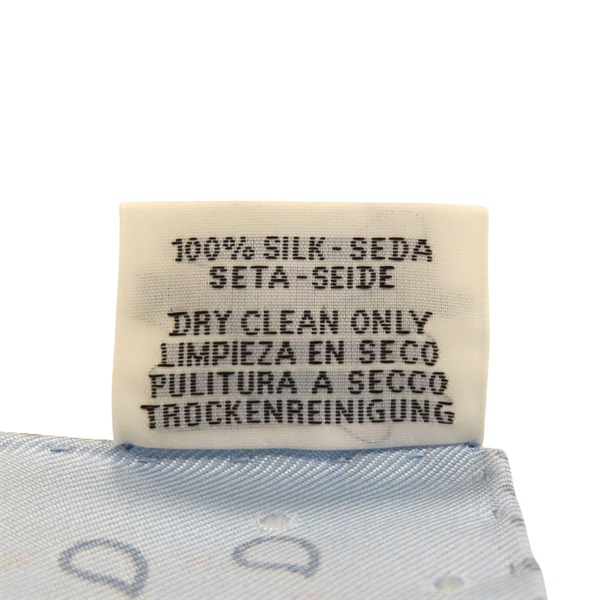 100% SILK - SEDA
SETA - SEIDE
DRY CLEAN ONLY
LIMPIEZA EN SECO
PULITURA A SECCO
TROCKENREINIGUNG